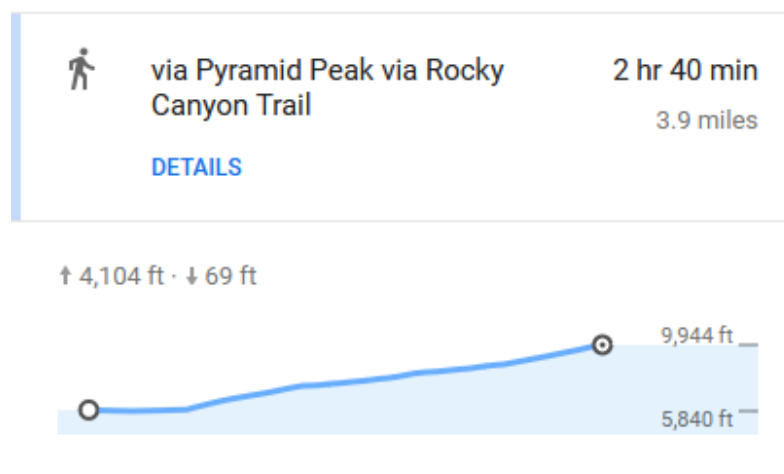 via Pyramid Peak via Rocky 2 hr 40 min
Canyon Trail 3.9 miles
DETAILS
↑ 4,104 ft · ↓ 69 ft
9,944 ft
5,840 ft